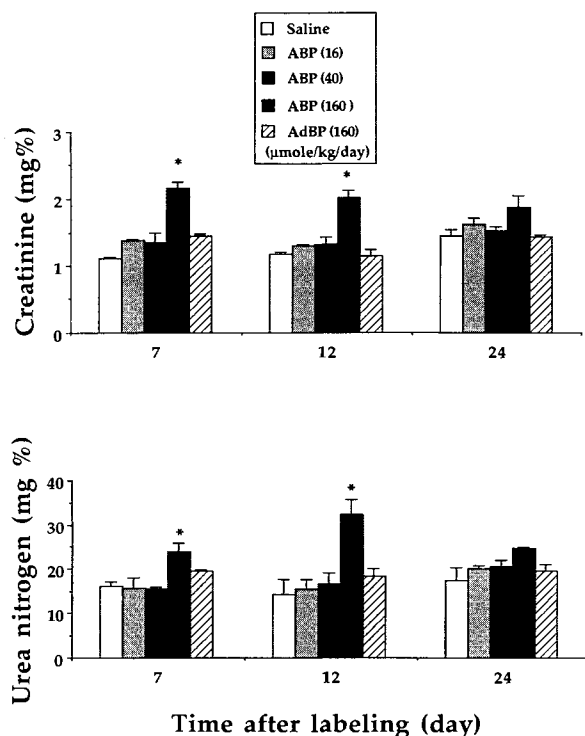 Saline
ABP (16)
ABP (40)
ABP (160)
AdBP (160)
(μmole/kg/day)
Creatinine (mg%)
3
2
1
0
*
*
7
12
24
Urea nitrogen (mg %)
40
30
20
10
0
*
*
7
12
24
Time after labeling (day)